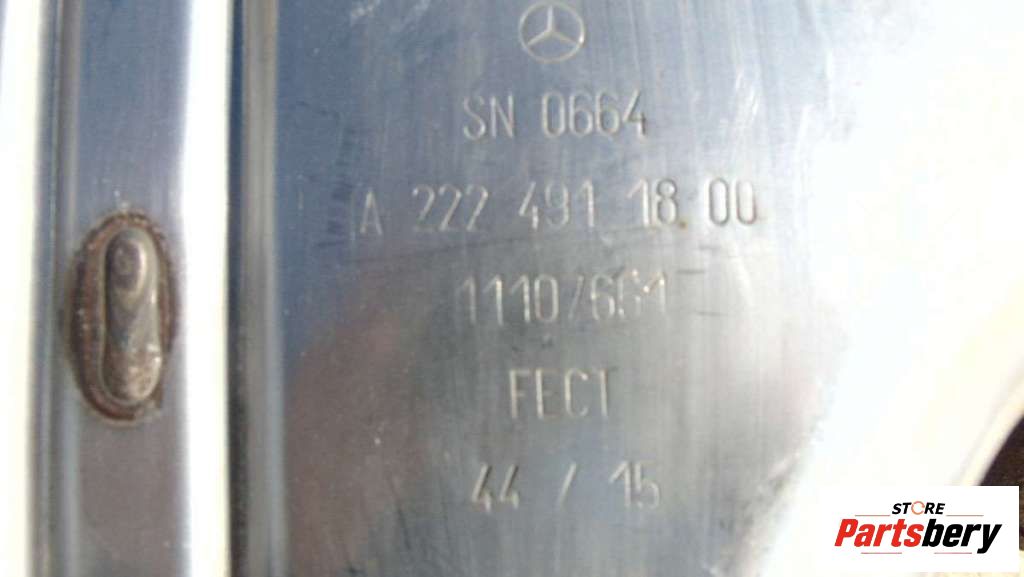 SN 0664
A 222 491 18 00
1110/661
FECT
44 / 15
STORE
Partsbery